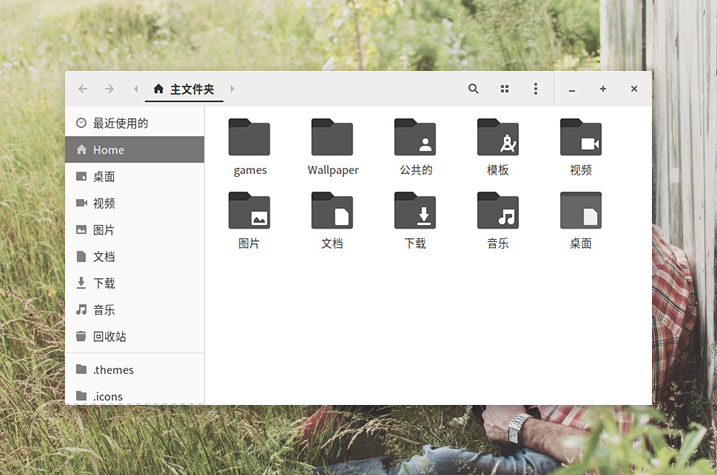 主文件夹
最近使用的
Home
桌面
视频
图片
文档
下载
音乐
回收站
.themes
.icons
games
Wallpaper
公共的
模板
视频
图片
文档
下载
音乐
桌面